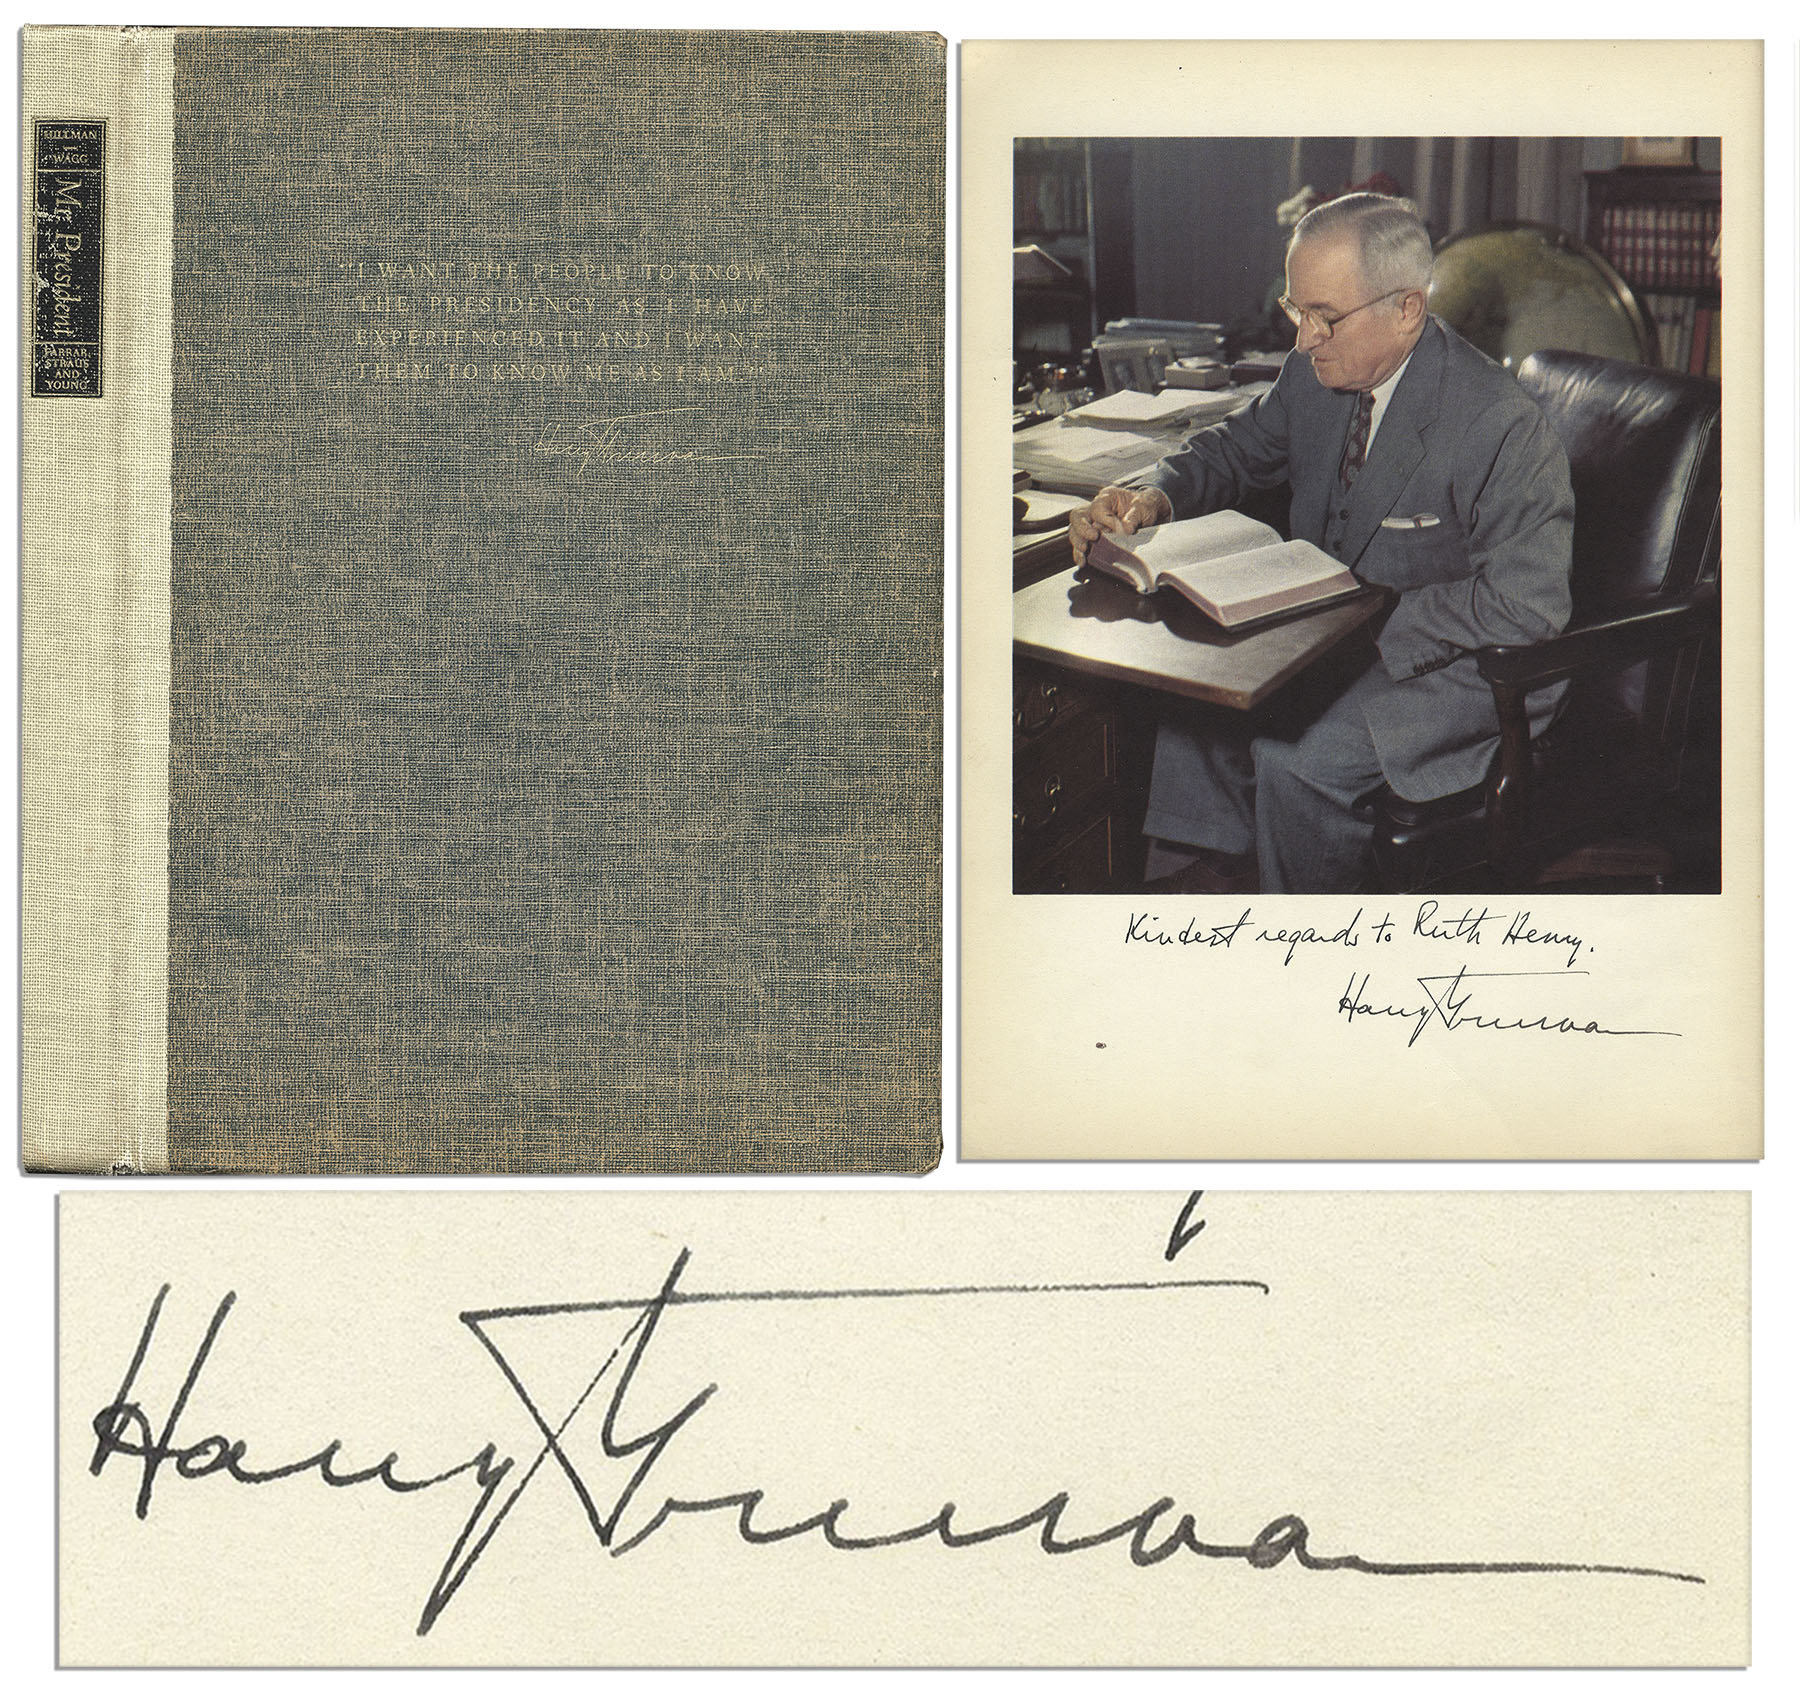 HILLMAN
WAGG
Mr. President
FARRAR,
STRAUS
AND
YOUNG
"I WANT THE PEOPLE TO KNOW
THE PRESIDENCY AS I HAVE
EXPERIENCED IT AND I WANT
THEM TO KNOW ME AS I AM."
Harry Truman
Kindest regards to Ruth Henry.
Harry Truman
Harry Truman